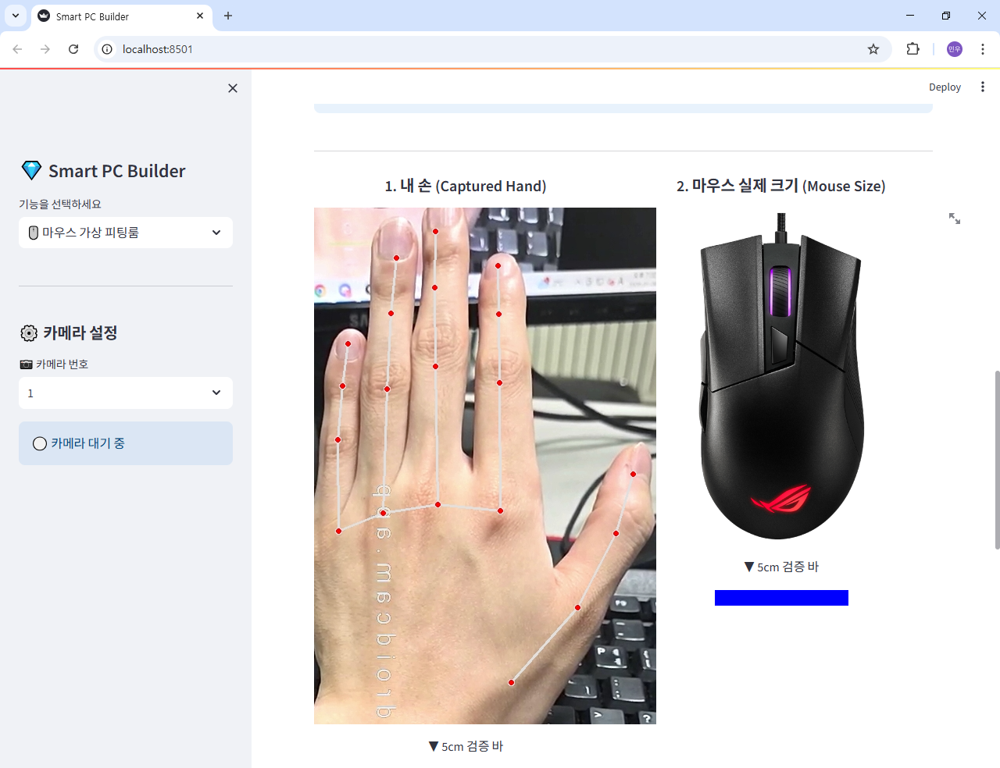 Smart PC Builder
localhost:8501
민우
Deploy
Smart PC Builder
기능을 선택하세요
마우스 가상 피팅룸
카메라 설정
카메라 번호
1
카메라 대기 중
1. 내 손 (Captured Hand)
2. 마우스 실제 크기 (Mouse Size)
▼ 5cm 검증 바
▼ 5cm 검증 바